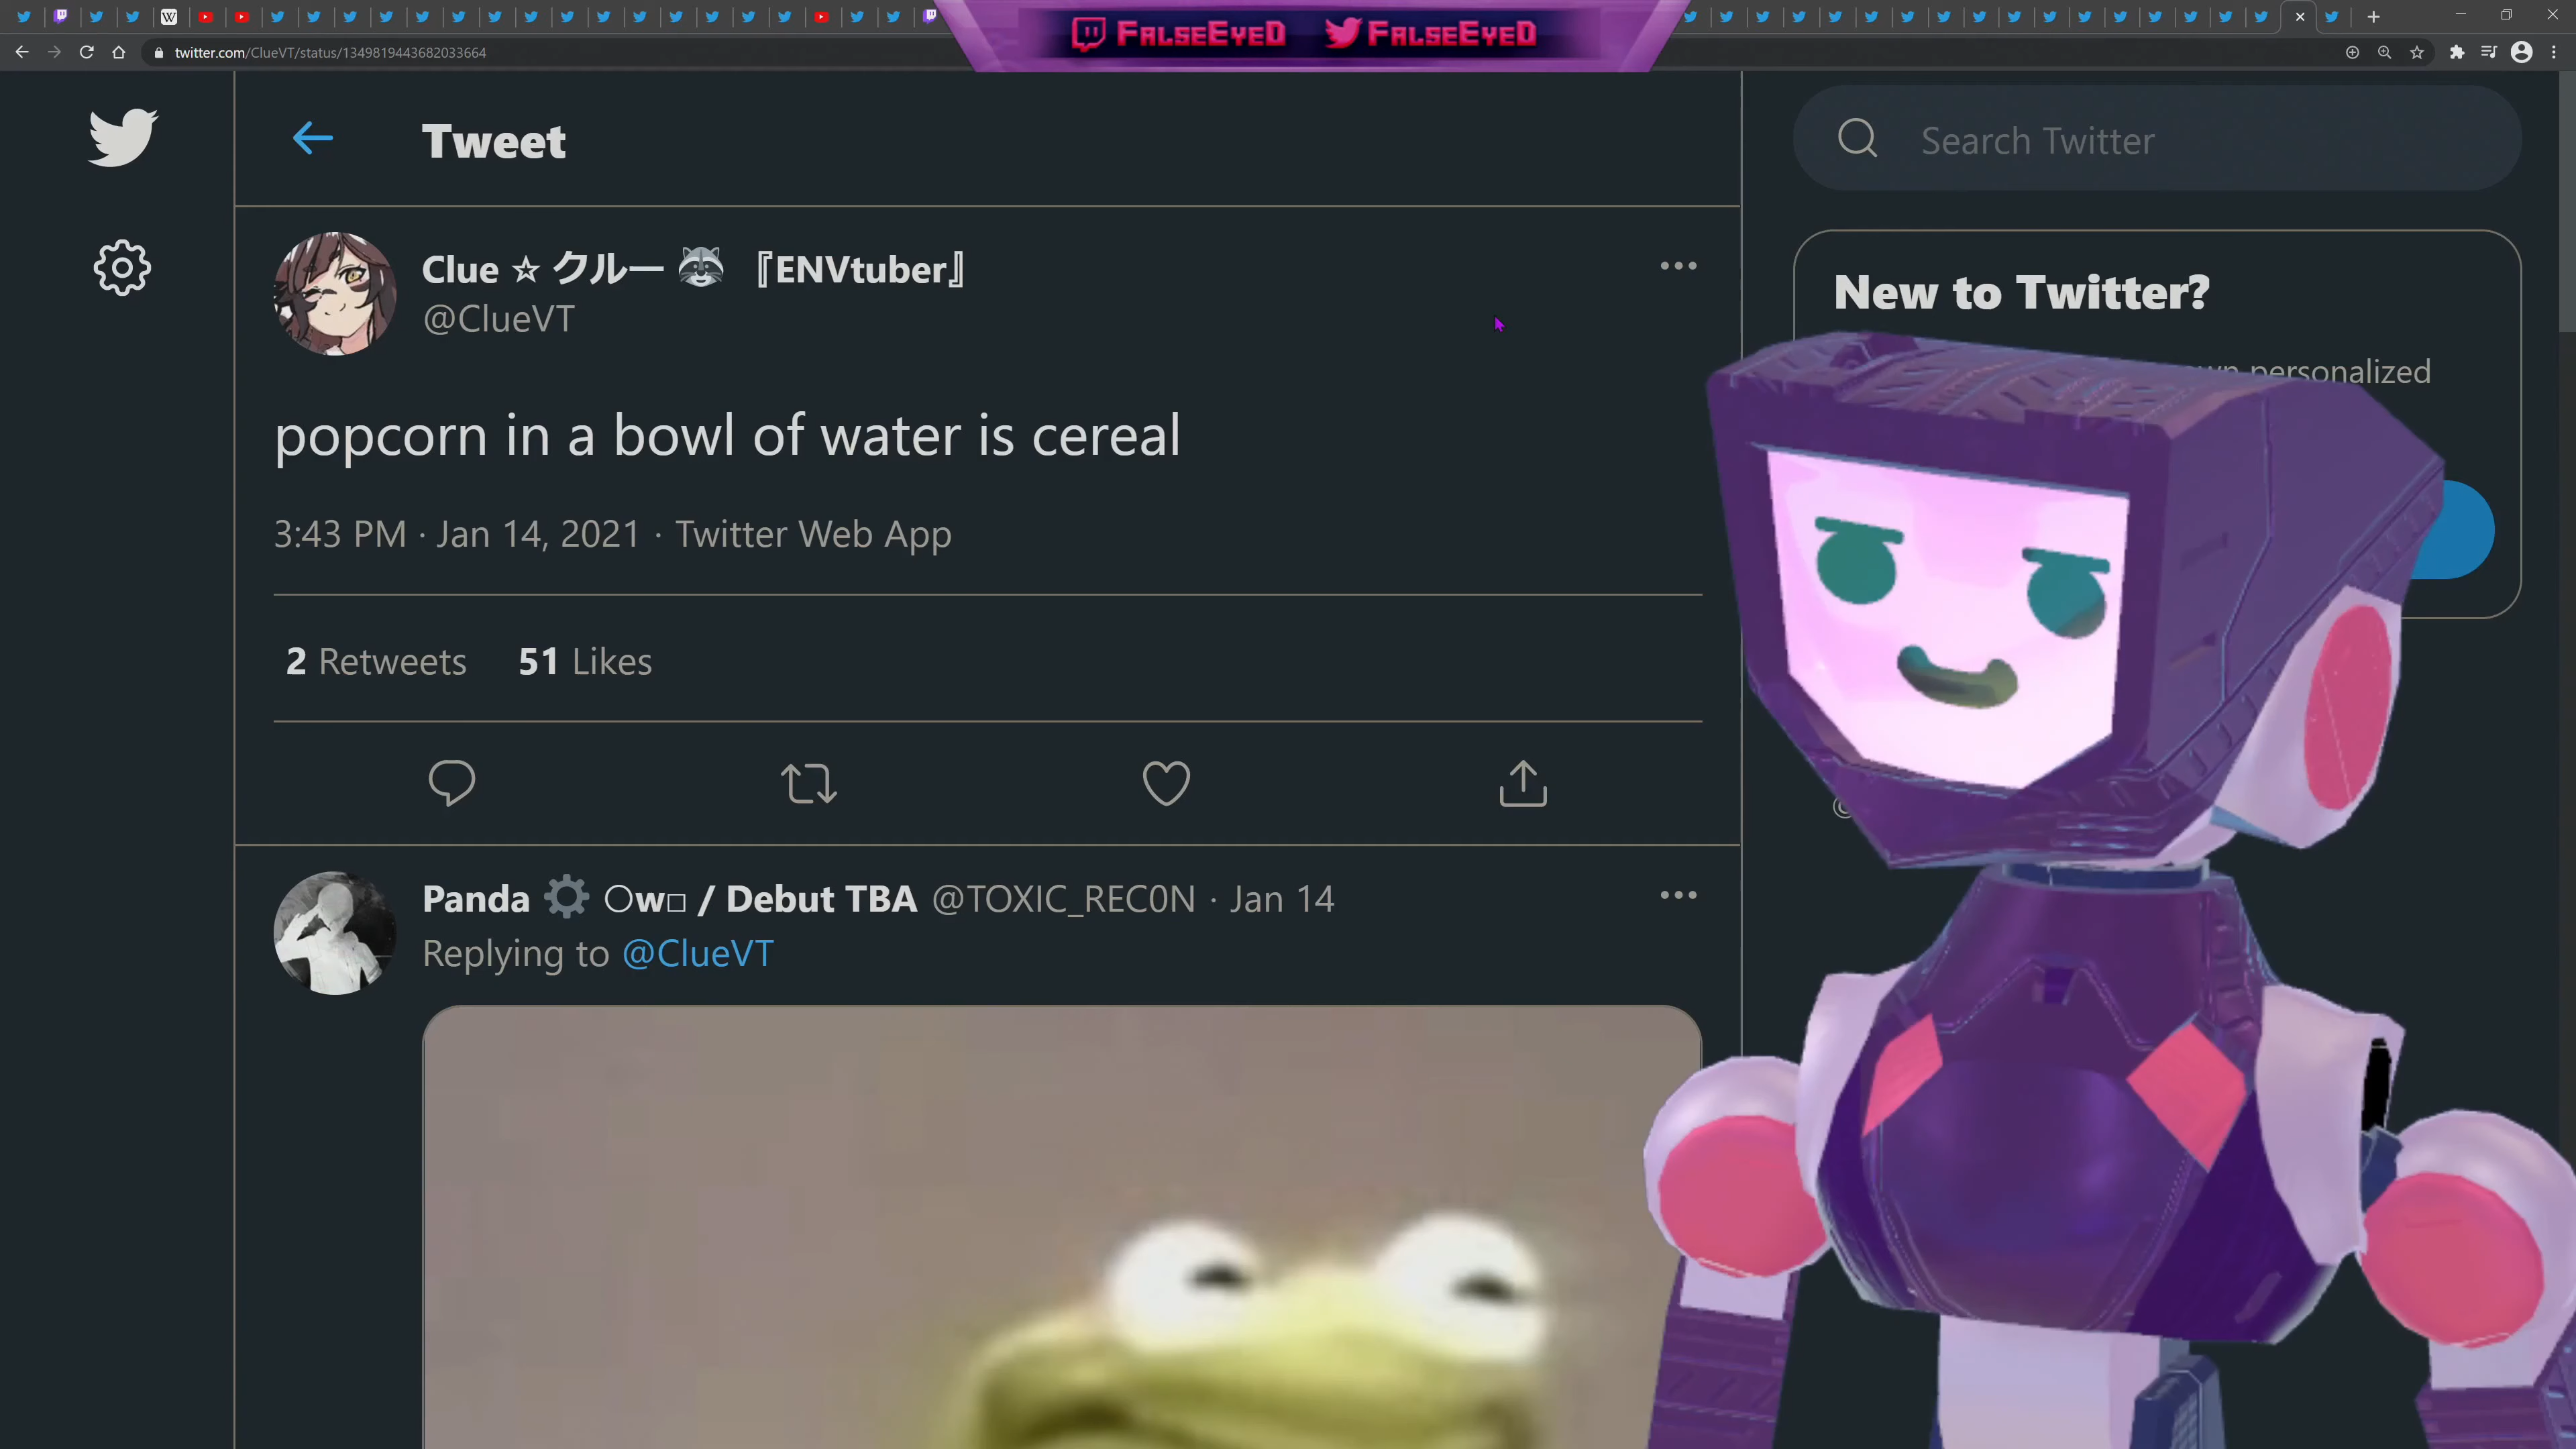 FALSEEYED FALSEEYED
twitter.com/ClueVT/status/1349819443682033664
Tweet
Search Twitter
Clue ☆ クルー 🦝 『ENVtuber』
@ClueVT
New to Twitter?
personalized
popcorn in a bowl of water is cereal
3:43 PM · Jan 14, 2021 · Twitter Web App
2 Retweets 51 Likes
Panda ⚙ ○w□ / Debut TBA @TOXIC_REC0N · Jan 14
Replying to @ClueVT